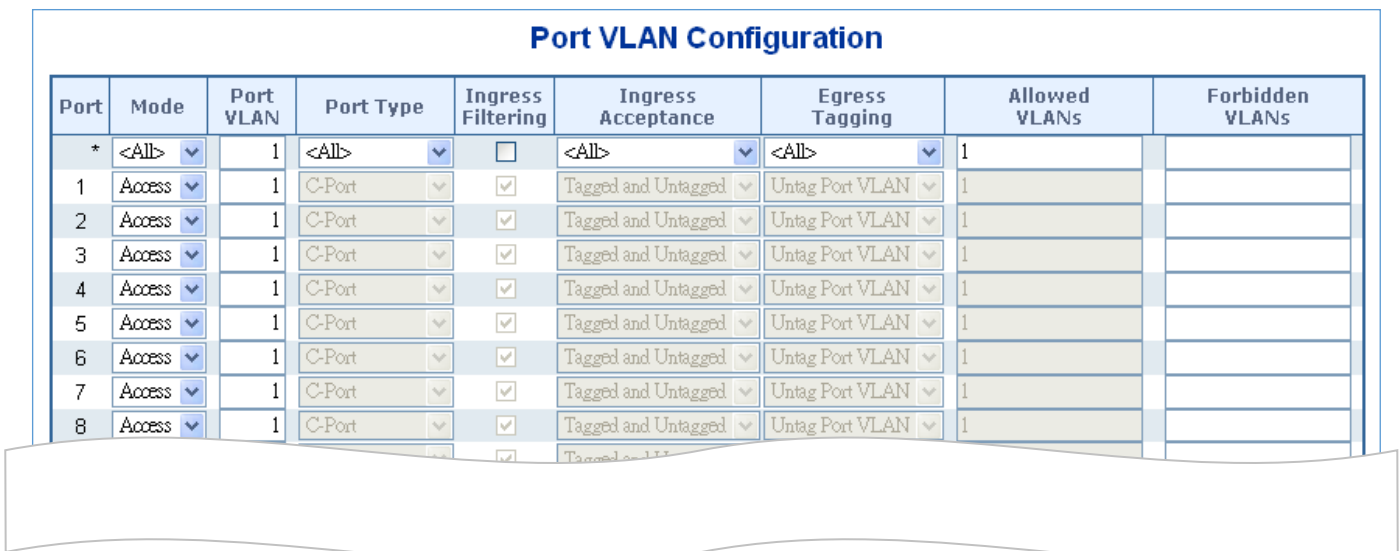 Port VLAN Configuration
Port Mode Port VLAN Port Type Ingress Filtering Ingress Acceptance Egress Tagging Allowed VLANs Forbidden VLANs
* <All> 1 <All> <All> <All> 1
1 Access 1 C-Port Tagged and Untagged Untag Port VLAN 1
2 Access 1 C-Port Tagged and Untagged Untag Port VLAN 1
3 Access 1 C-Port Tagged and Untagged Untag Port VLAN 1
4 Access 1 C-Port Tagged and Untagged Untag Port VLAN 1
5 Access 1 C-Port Tagged and Untagged Untag Port VLAN 1
6 Access 1 C-Port Tagged and Untagged Untag Port VLAN 1
7 Access 1 C-Port Tagged and Untagged Untag Port VLAN 1
8 Access 1 C-Port Tagged and Untagged Untag Port VLAN 1